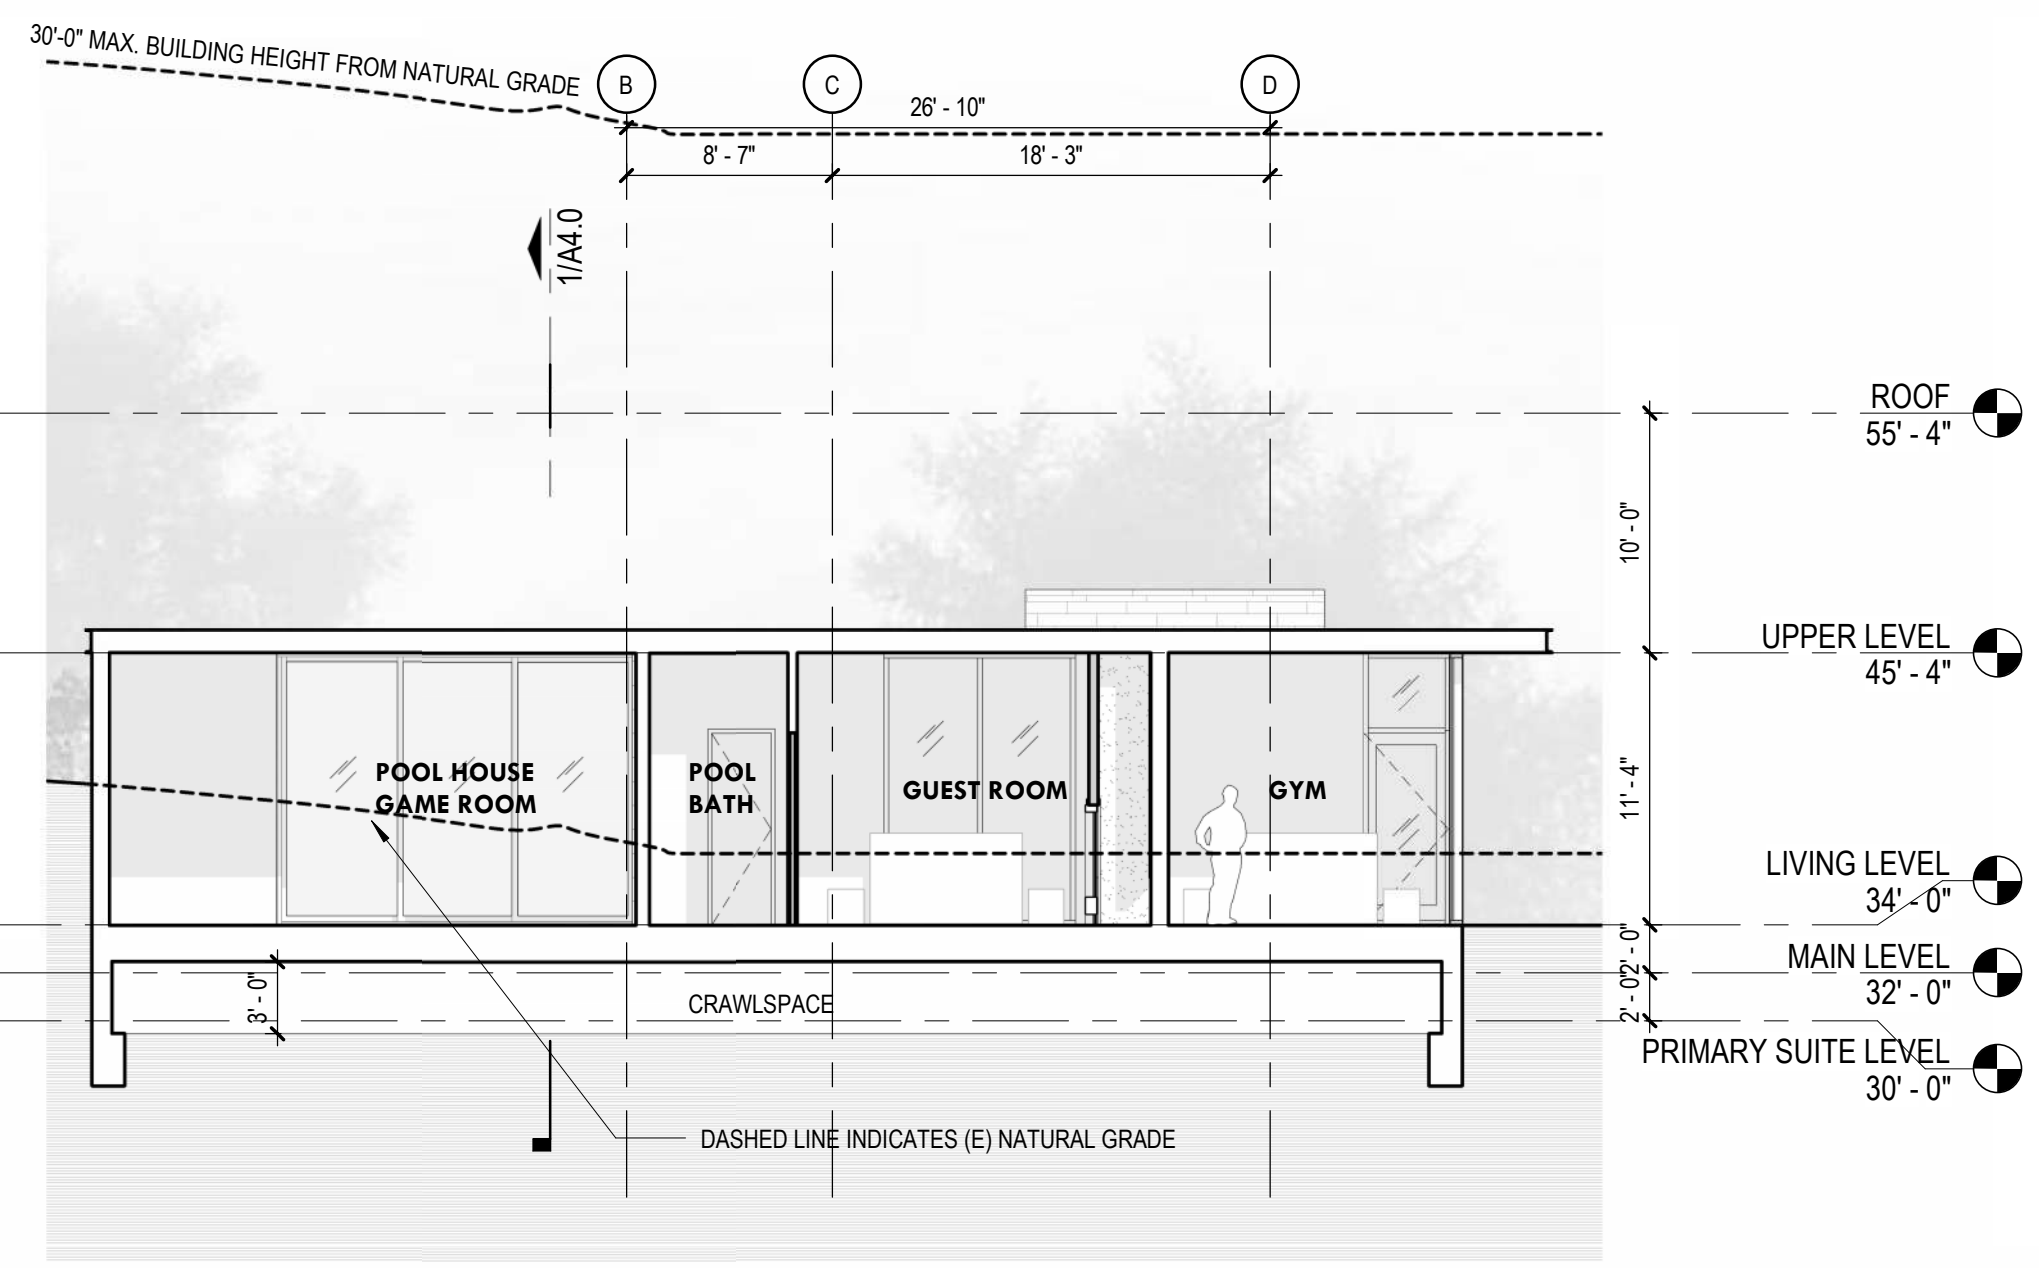 30'-0" MAX. BUILDING HEIGHT FROM NATURAL GRADE
B
C
D
26' - 10"
8' - 7"
18' - 3"
1/A4.0
ROOF
55' - 4"
10' - 0"
UPPER LEVEL
45' - 4"
POOL HOUSE
GAME ROOM
POOL
BATH
GUEST ROOM
GYM
11' - 4"
LIVING LEVEL
34' - 0"
2' - 0"
MAIN LEVEL
32' - 0"
2' - 0"
3' - 0"
CRAWLSPACE
PRIMARY SUITE LEVEL
30' - 0"
DASHED LINE INDICATES (E) NATURAL GRADE